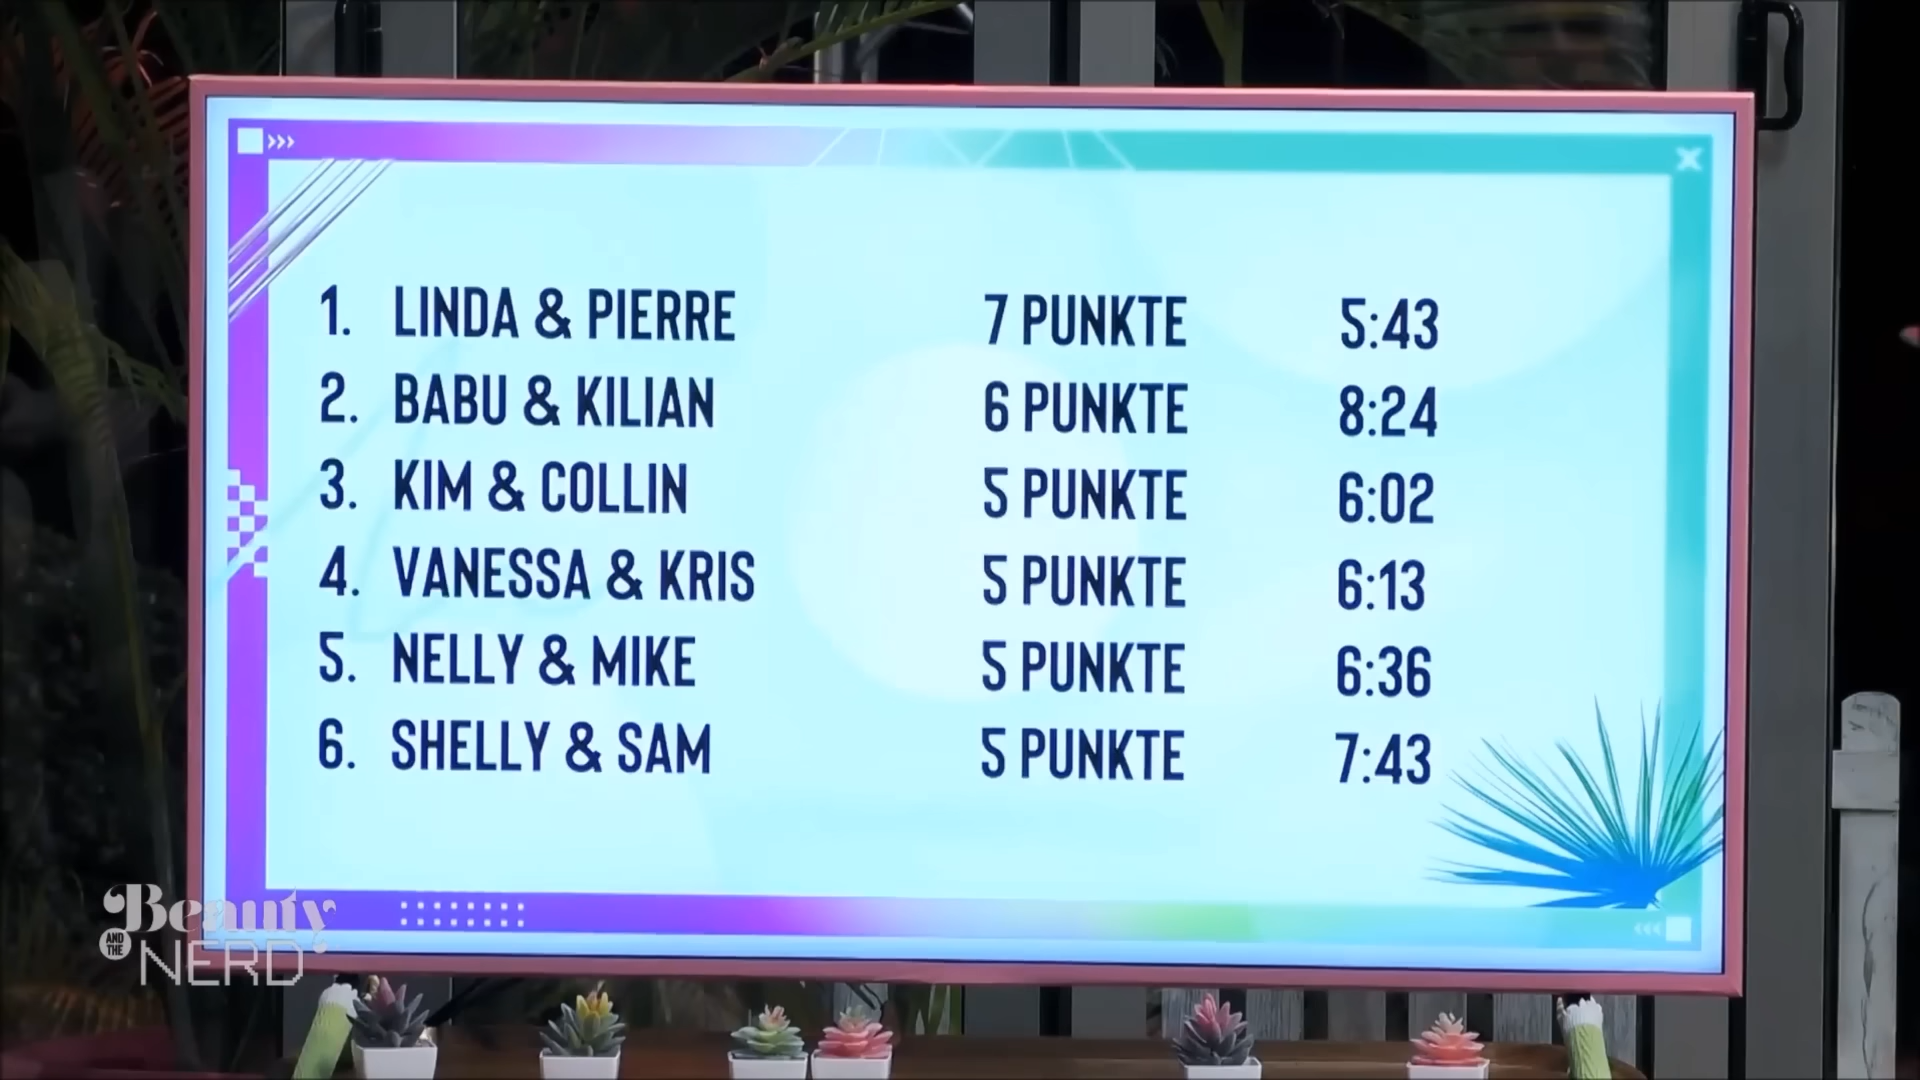 1. LINDA & PIERRE 7 PUNKTE 5:43
2. BABU & KILIAN 6 PUNKTE 8:24
3. KIM & COLLIN 5 PUNKTE 6:02
4. VANESSA & KRIS 5 PUNKTE 6:13
5. NELLY & MIKE 5 PUNKTE 6:36
6. SHELLY & SAM 5 PUNKTE 7:43
Beauty
AND THE
NERD